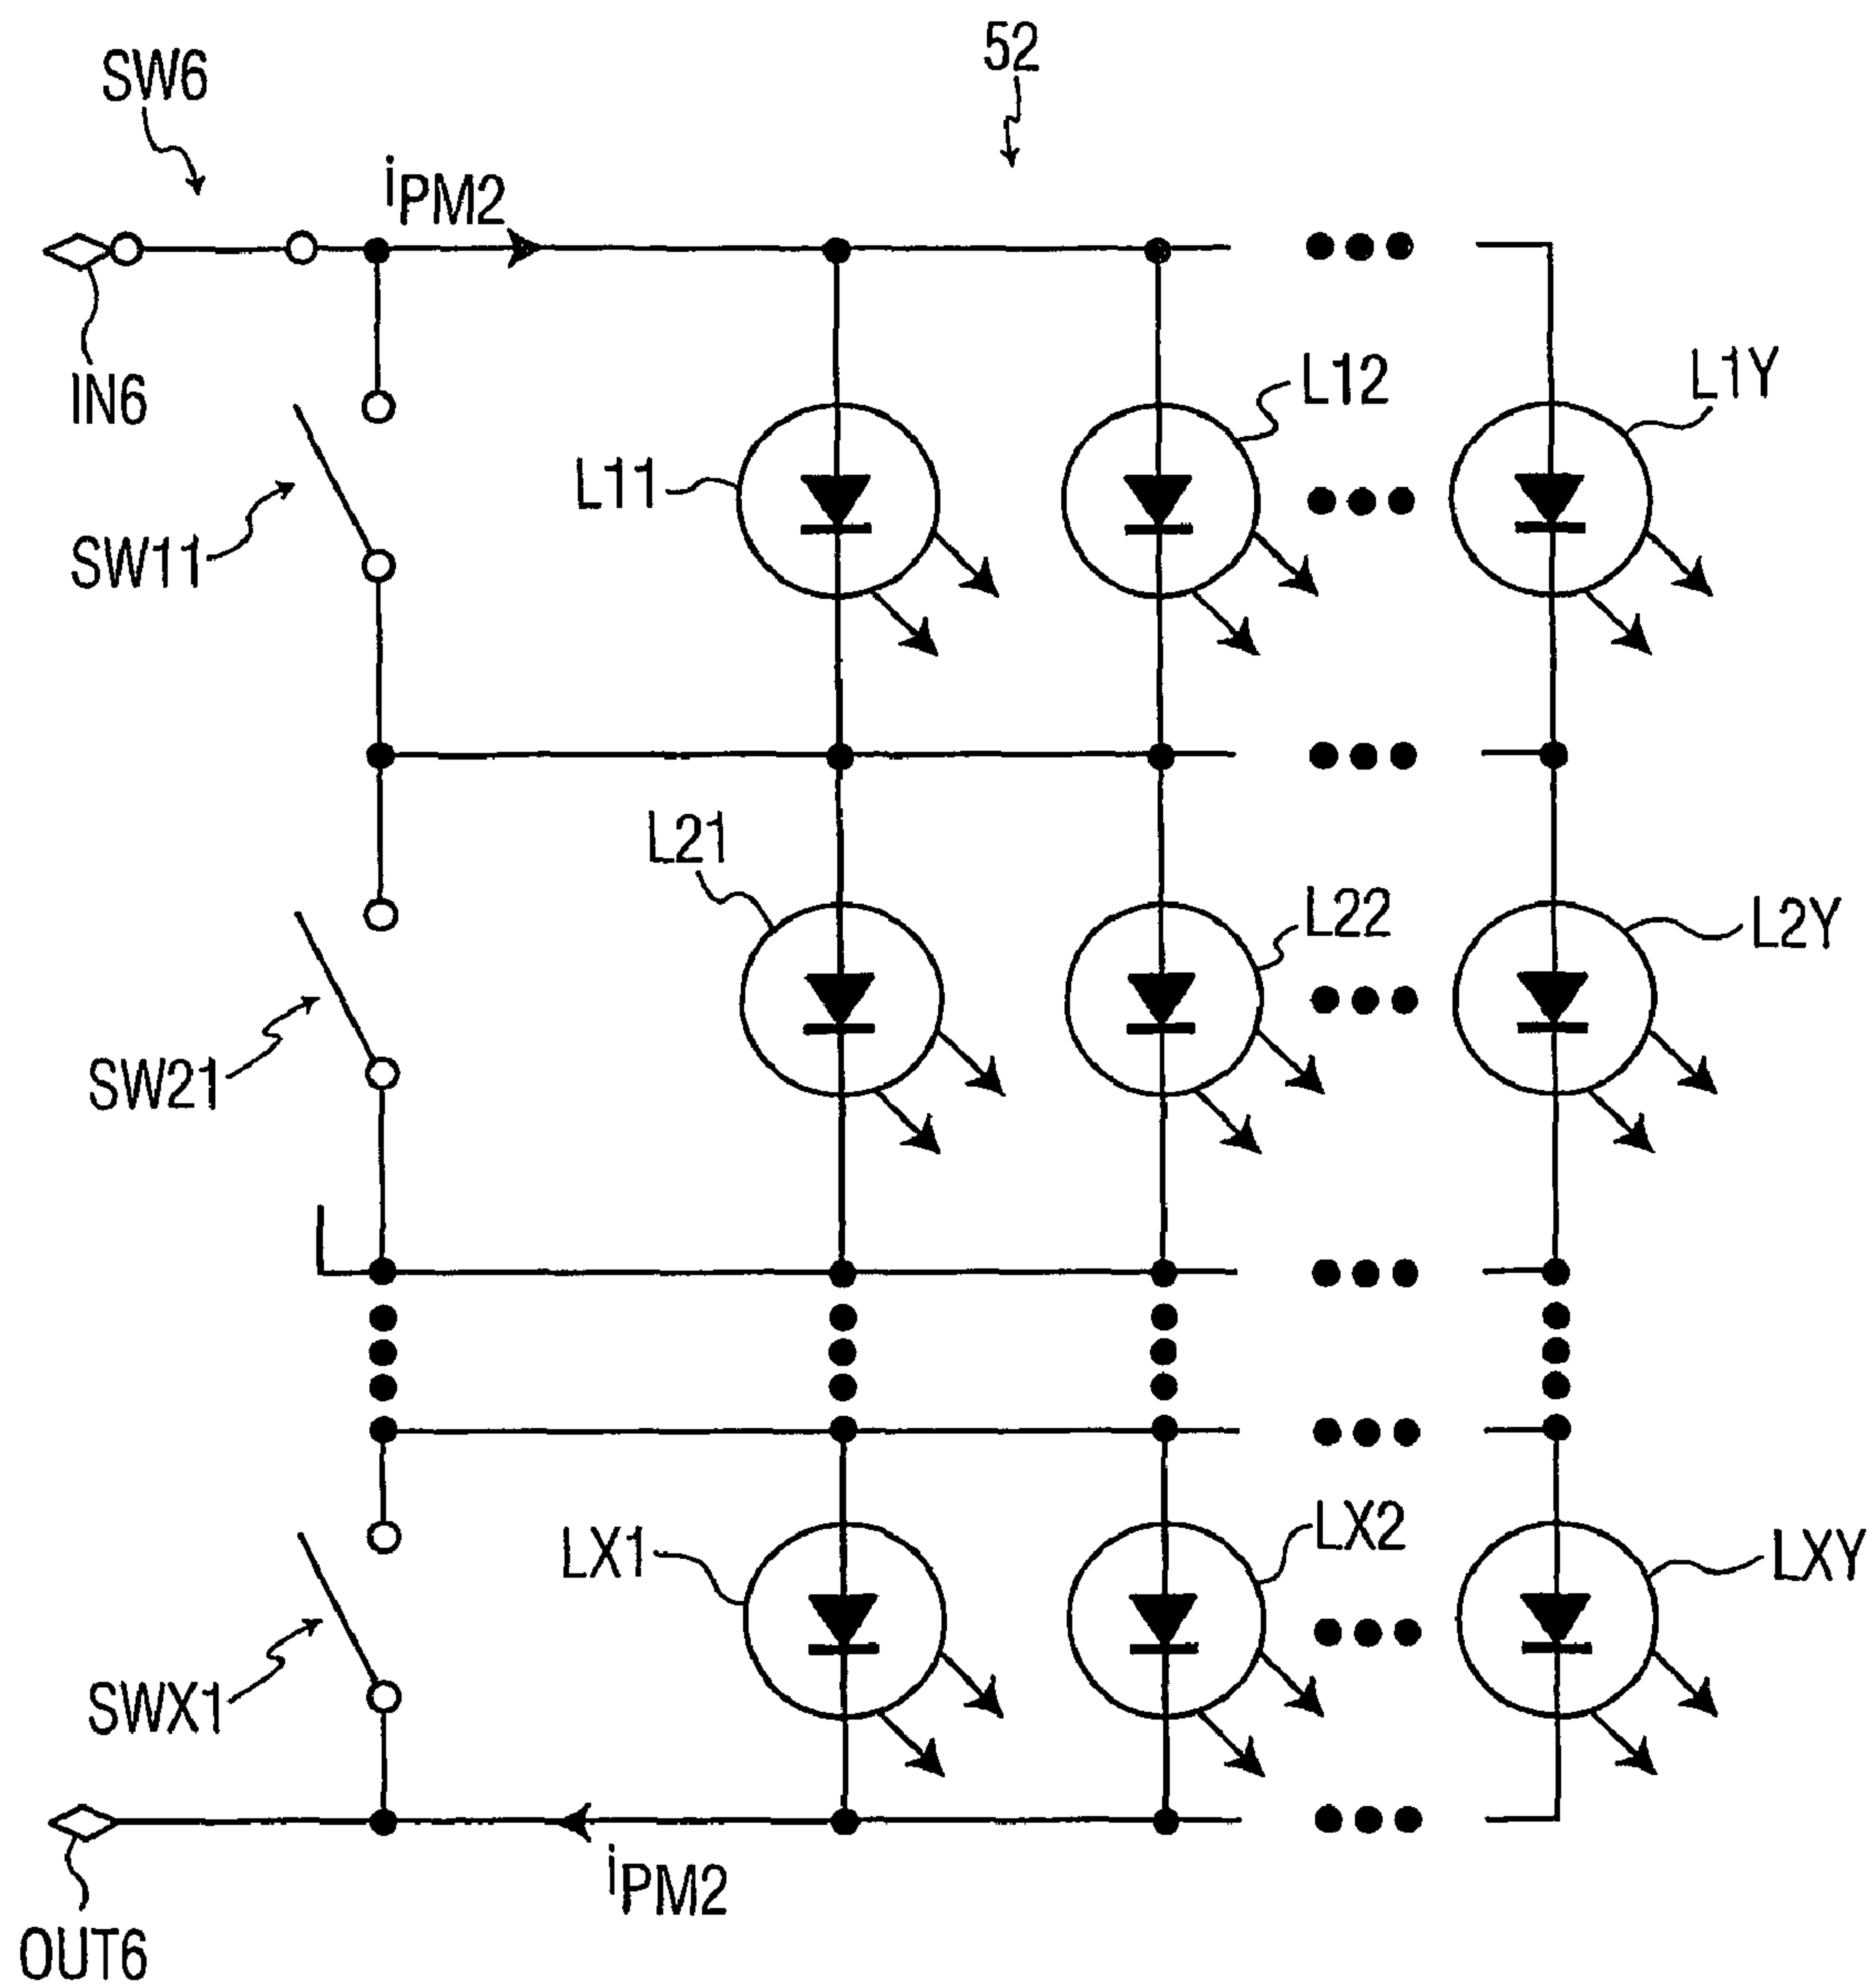 52
SW6
iPM2
IN6
L12
L1Y
L11
SW11
L21
L22
L2Y
SW21
LX2
LX1
LXY
SWX1
iPM2
OUT6